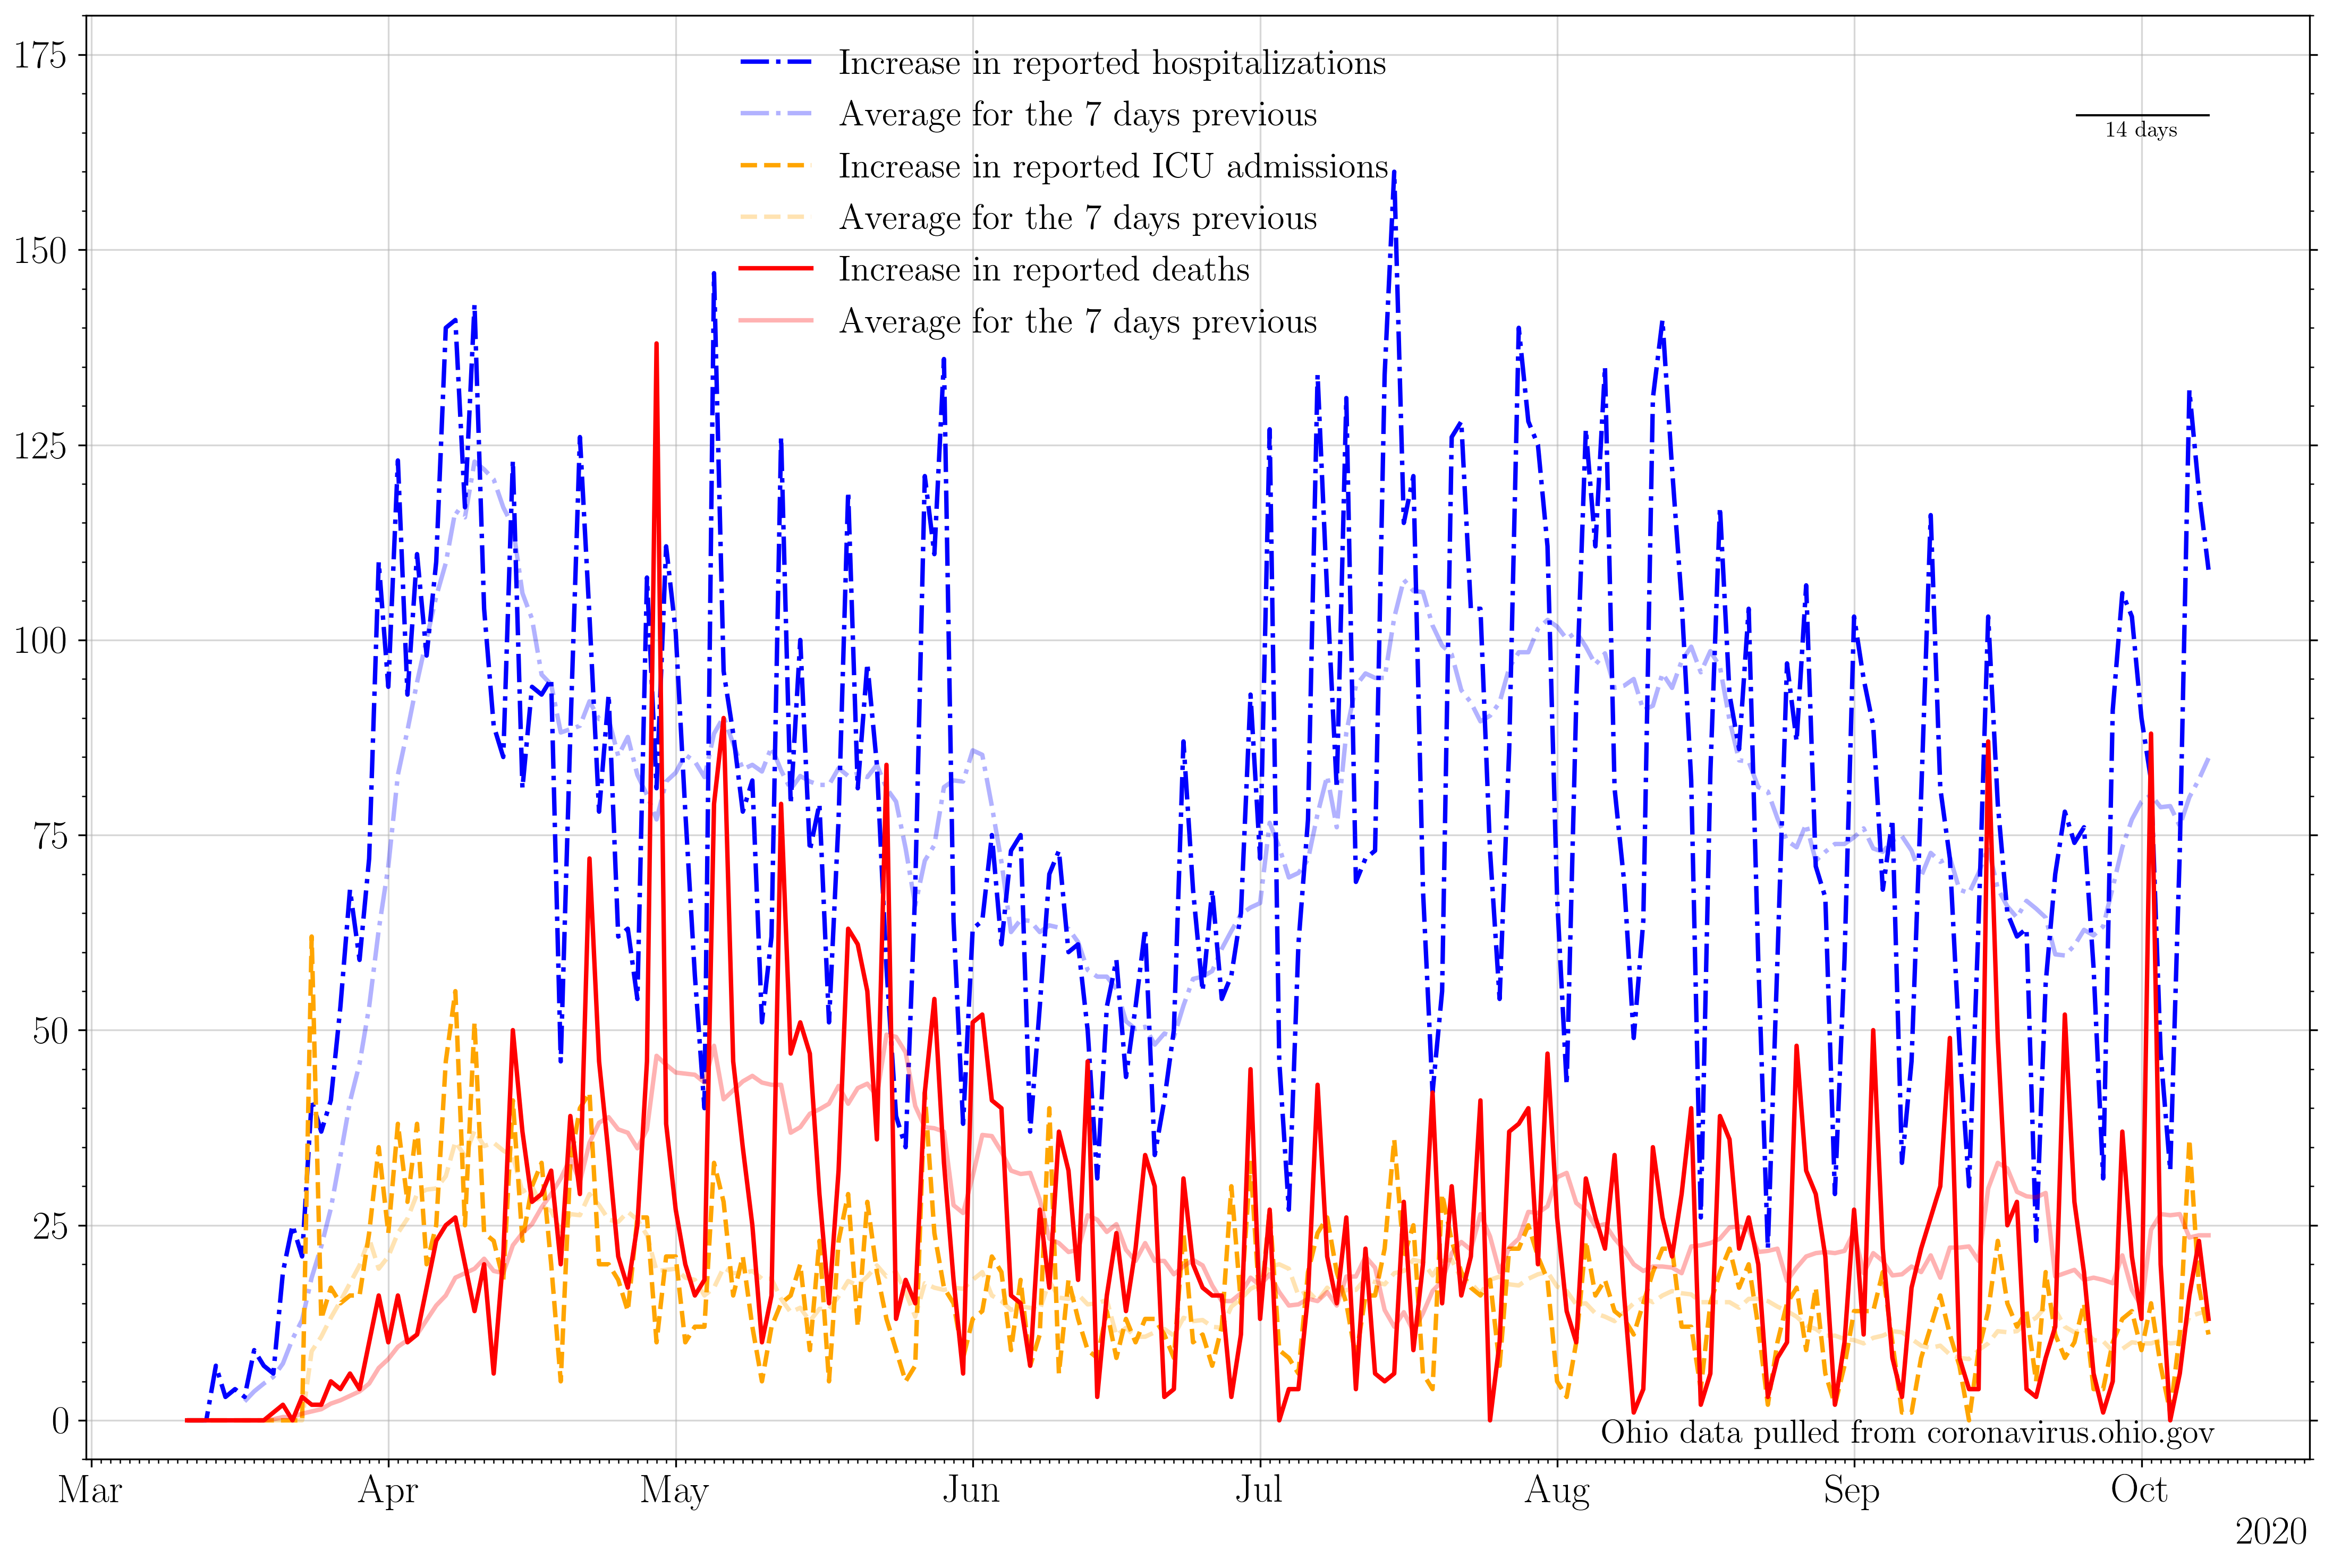 175
150
125
100
75
50
25
0
Increase in reported hospitalizations
Average for the 7 days previous
Increase in reported ICU admissions
Average for the 7 days previous
Increase in reported deaths
Average for the 7 days previous
14 days
Ohio data pulled from coronavirus.ohio.gov
Mar Apr May Jun Jul Aug Sep Oct
2020